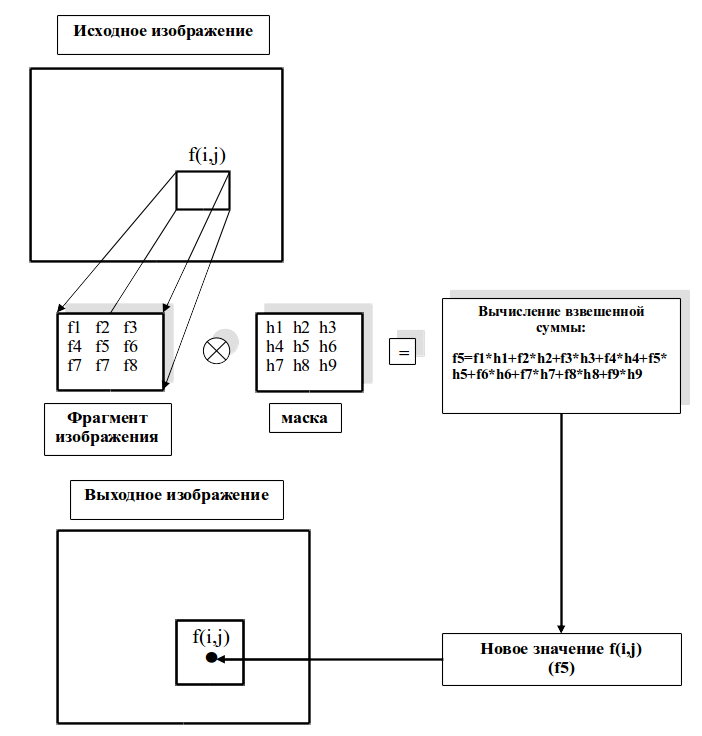 Исходное изображение
f(i,j)
f1 f2 f3
f4 f5 f6
f7 f7 f8
h1 h2 h3
h4 h5 h6
h7 h8 h9
=
Вычисление взвешенной
суммы:
f5=f1*h1+f2*h2+f3*h3+f4*h4+f5*
h5+f6*h6+f7*h7+f8*h8+f9*h9
Фрагмент
изображения
маска
Выходное изображение
f(i,j)
Новое значение f(i,j)
(f5)